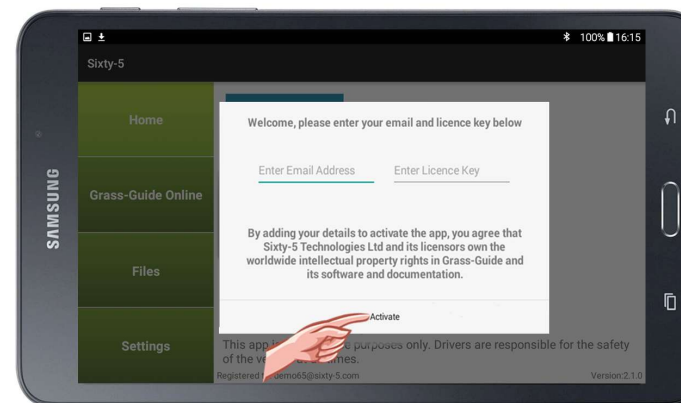 SAMSUNG
100% 16:15
Sixty-5
Home
Grass-Guide Online
Files
Settings
Welcome, please enter your email and licence key below
Enter Email Address Enter Licence Key
By adding your details to activate the app, you agree that
Sixty-5 Technologies Ltd and its licensors own the
worldwide intellectual property rights in Grass-Guide and
its software and documentation.
Activate
This app purposes only. Drivers are responsible for the safety
of the
Registered demo65@sixty-5.com Version:2.1.0